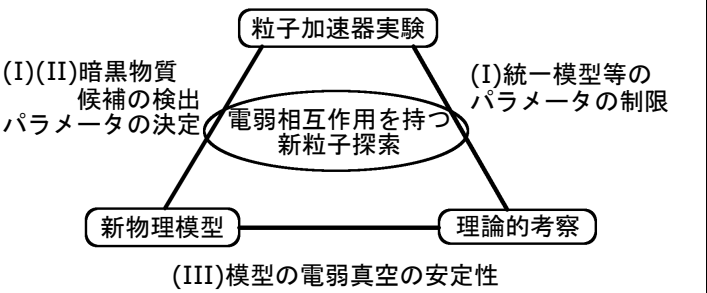 粒子加速器実験
(I)(II)暗黒物質
候補の検出
パラメータの決定
(I)統一模型等の
パラメータの制限
電弱相互作用を持つ
新粒子探索
新物理模型
理論的考察
(III)模型の電弱真空の安定性